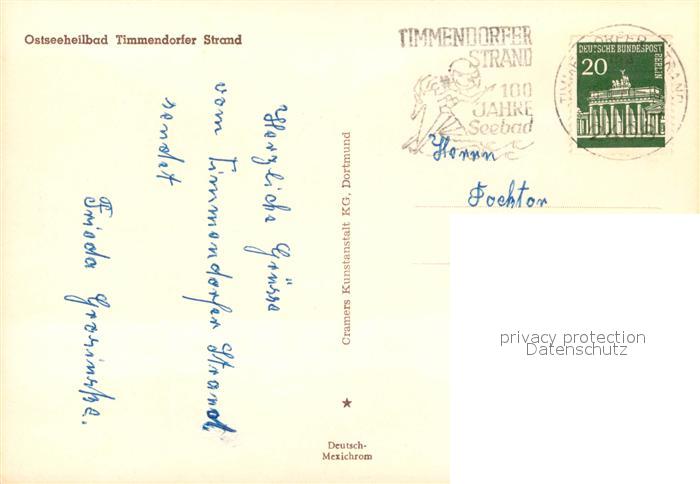 Ostseeheilbad Timmendorfer Strand
Herzliche Grüsse
vom Timmendorfer Strand
sendet
Frieda
Cramers Kunstanstalt KG, Dortmund
★
Deutsch-
Mexichrom
TIMMENDORFER
STRAND
100
JAHRE
Seebad
DEUTSCHE BUNDESPOST
BERLIN
20
Herrn
privacy protection
Datenschutz